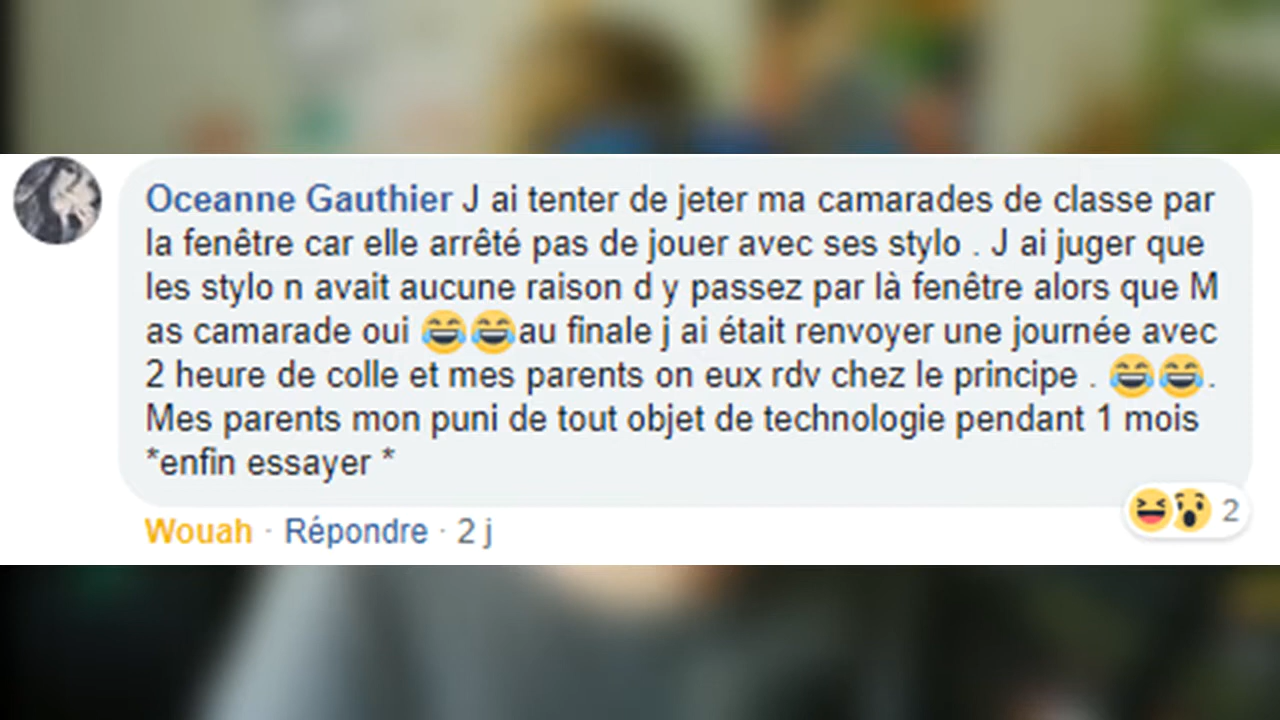 Oceanne Gauthier J ai tenter de jeter ma camarades de classe par
la fenêtre car elle arrêté pas de jouer avec ses stylo . J ai juger que
les stylo n avait aucune raison d y passez par là fenêtre alors que M
as camarade oui 😂😂au finale j ai était renvoyer une journée avec
2 heure de colle et mes parents on eux rdv chez le principe . 😂😂.
Mes parents mon puni de tout objet de technologie pendant 1 mois
*enfin essayer *
2
Wouah · Répondre · 2 j